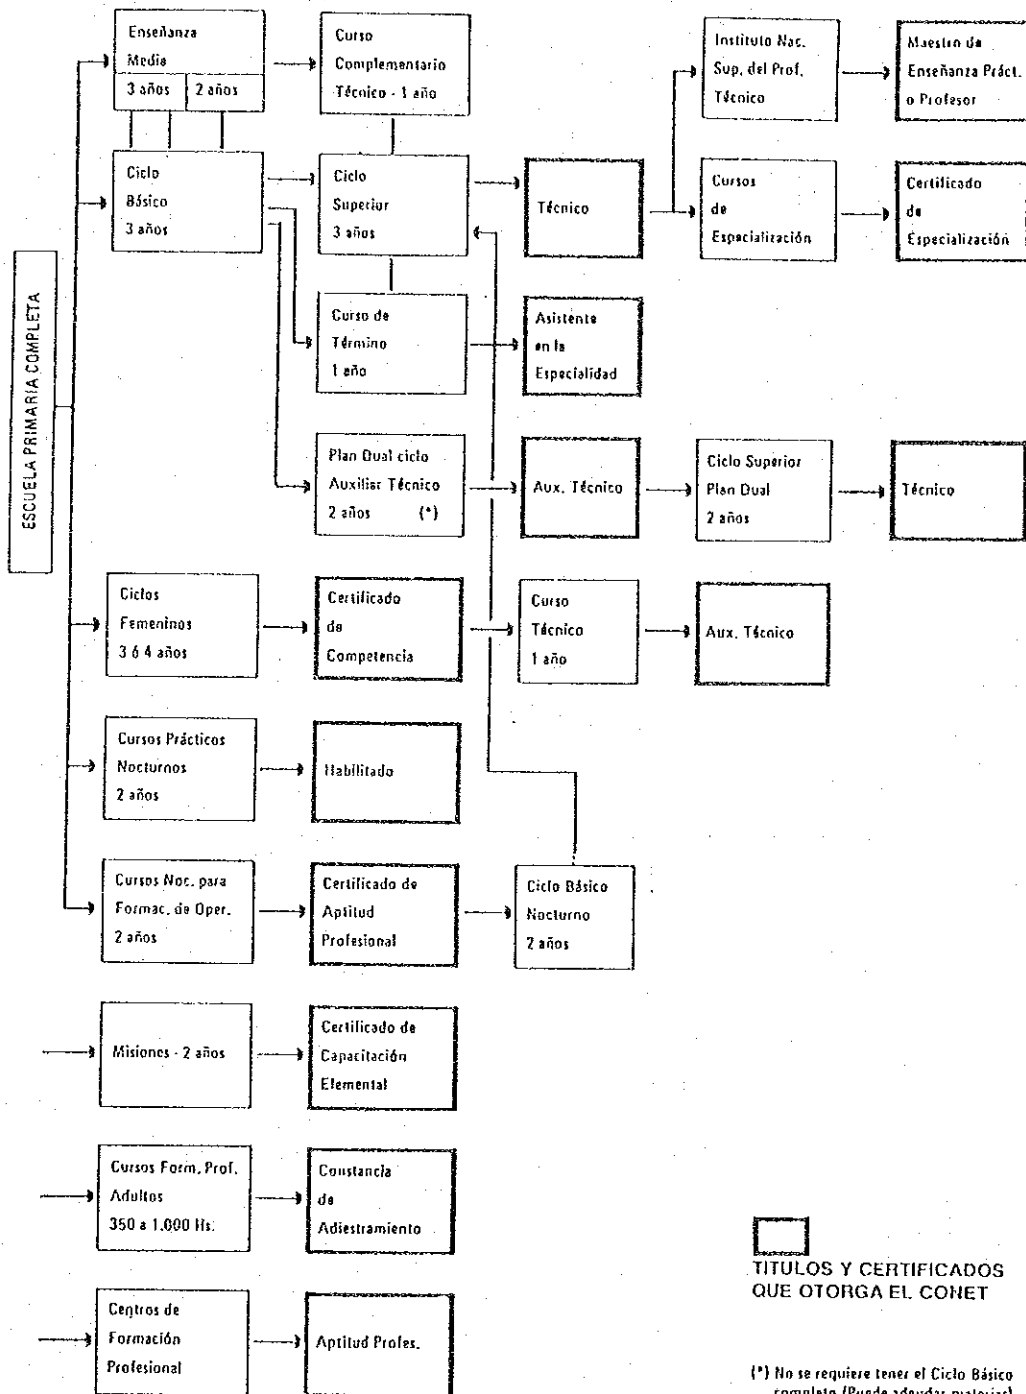 Enseñanza
Media
3 años
2 años
Curso
Complementario
Técnico - 1 año
Instituto Nac.
Sup. del Prof.
Técnico
Maestro de
Enseñanza Práct.
o Profesor
Ciclo
Básico
3 años
Ciclo
Superior
3 años
Técnico
Cursos
de
Especialización
Certificado
de
Especialización
ESCUELA PRIMARIA COMPLETA
Curso de
Término
1 año
Asistente
en la
Especialidad
Plan Dual ciclo
Auxiliar Técnico
2 años (*)
Aux. Técnico
Ciclo Superior
Plan Dual
2 años
Técnico
Ciclos
Femeninos
3 ó 4 años
Certificado
de
Competencia
Curso
Técnico
1 año
Aux. Técnico
Cursos Prácticos
Nocturnos
2 años
Habilitado
Cursos Noc. para
Formac. de Oper.
2 años
Certificado de
Aptitud
Profesional
Ciclo Básico
Nocturno
2 años
Misiones - 2 años
Certificado de
Capacitación
Elemental
Cursos Form. Prof.
Adultos
350 a 1.000 Hs.
Constancia
de
Adiestramiento
Centros de
Formación
Profesional
Aptitud Profes.
TITULOS Y CERTIFICADOS
QUE OTORGA EL CONET
(*) No se requiere tener el Ciclo Básico
completo (Puede adeudar materias)